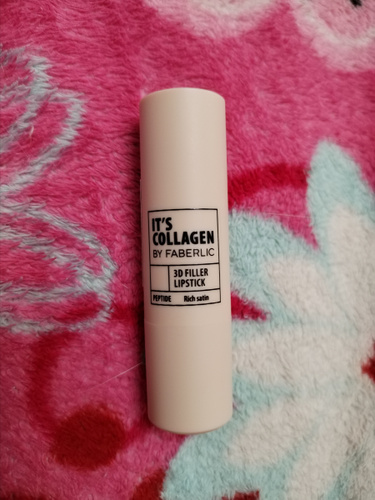 IT'S
COLLAGEN
BY FABERLIC
3D FILLER
LIPSTICK
PEPTIDE Rich satin